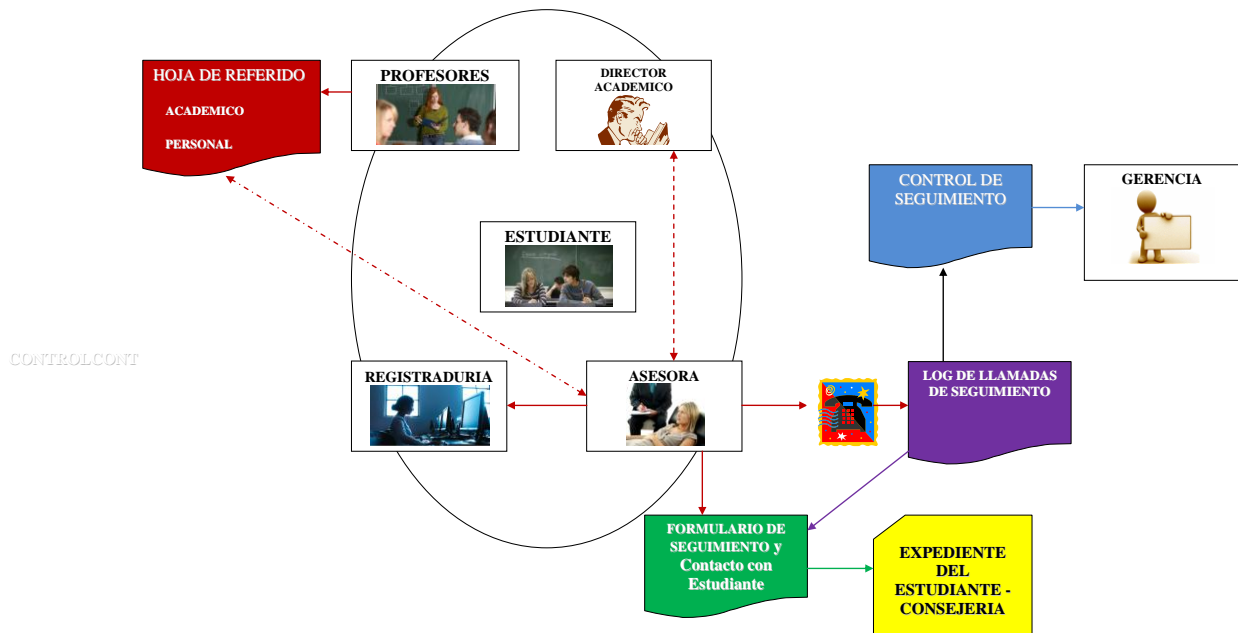 HOJA DE REFERIDO
ACADEMICO
PERSONAL
PROFESORES
DIRECTOR
ACADEMICO
ESTUDIANTE
CONTROL DE
SEGUIMIENTO
GERENCIA
CONTROLCONT
REGISTRADURIA
ASESORA
LOG DE LLAMADAS
DE SEGUIMIENTO
FORMULARIO DE
SEGUIMIENTO y
Contacto con
Estudiante
EXPEDIENTE
DEL
ESTUDIANTE -
CONSEJERIA